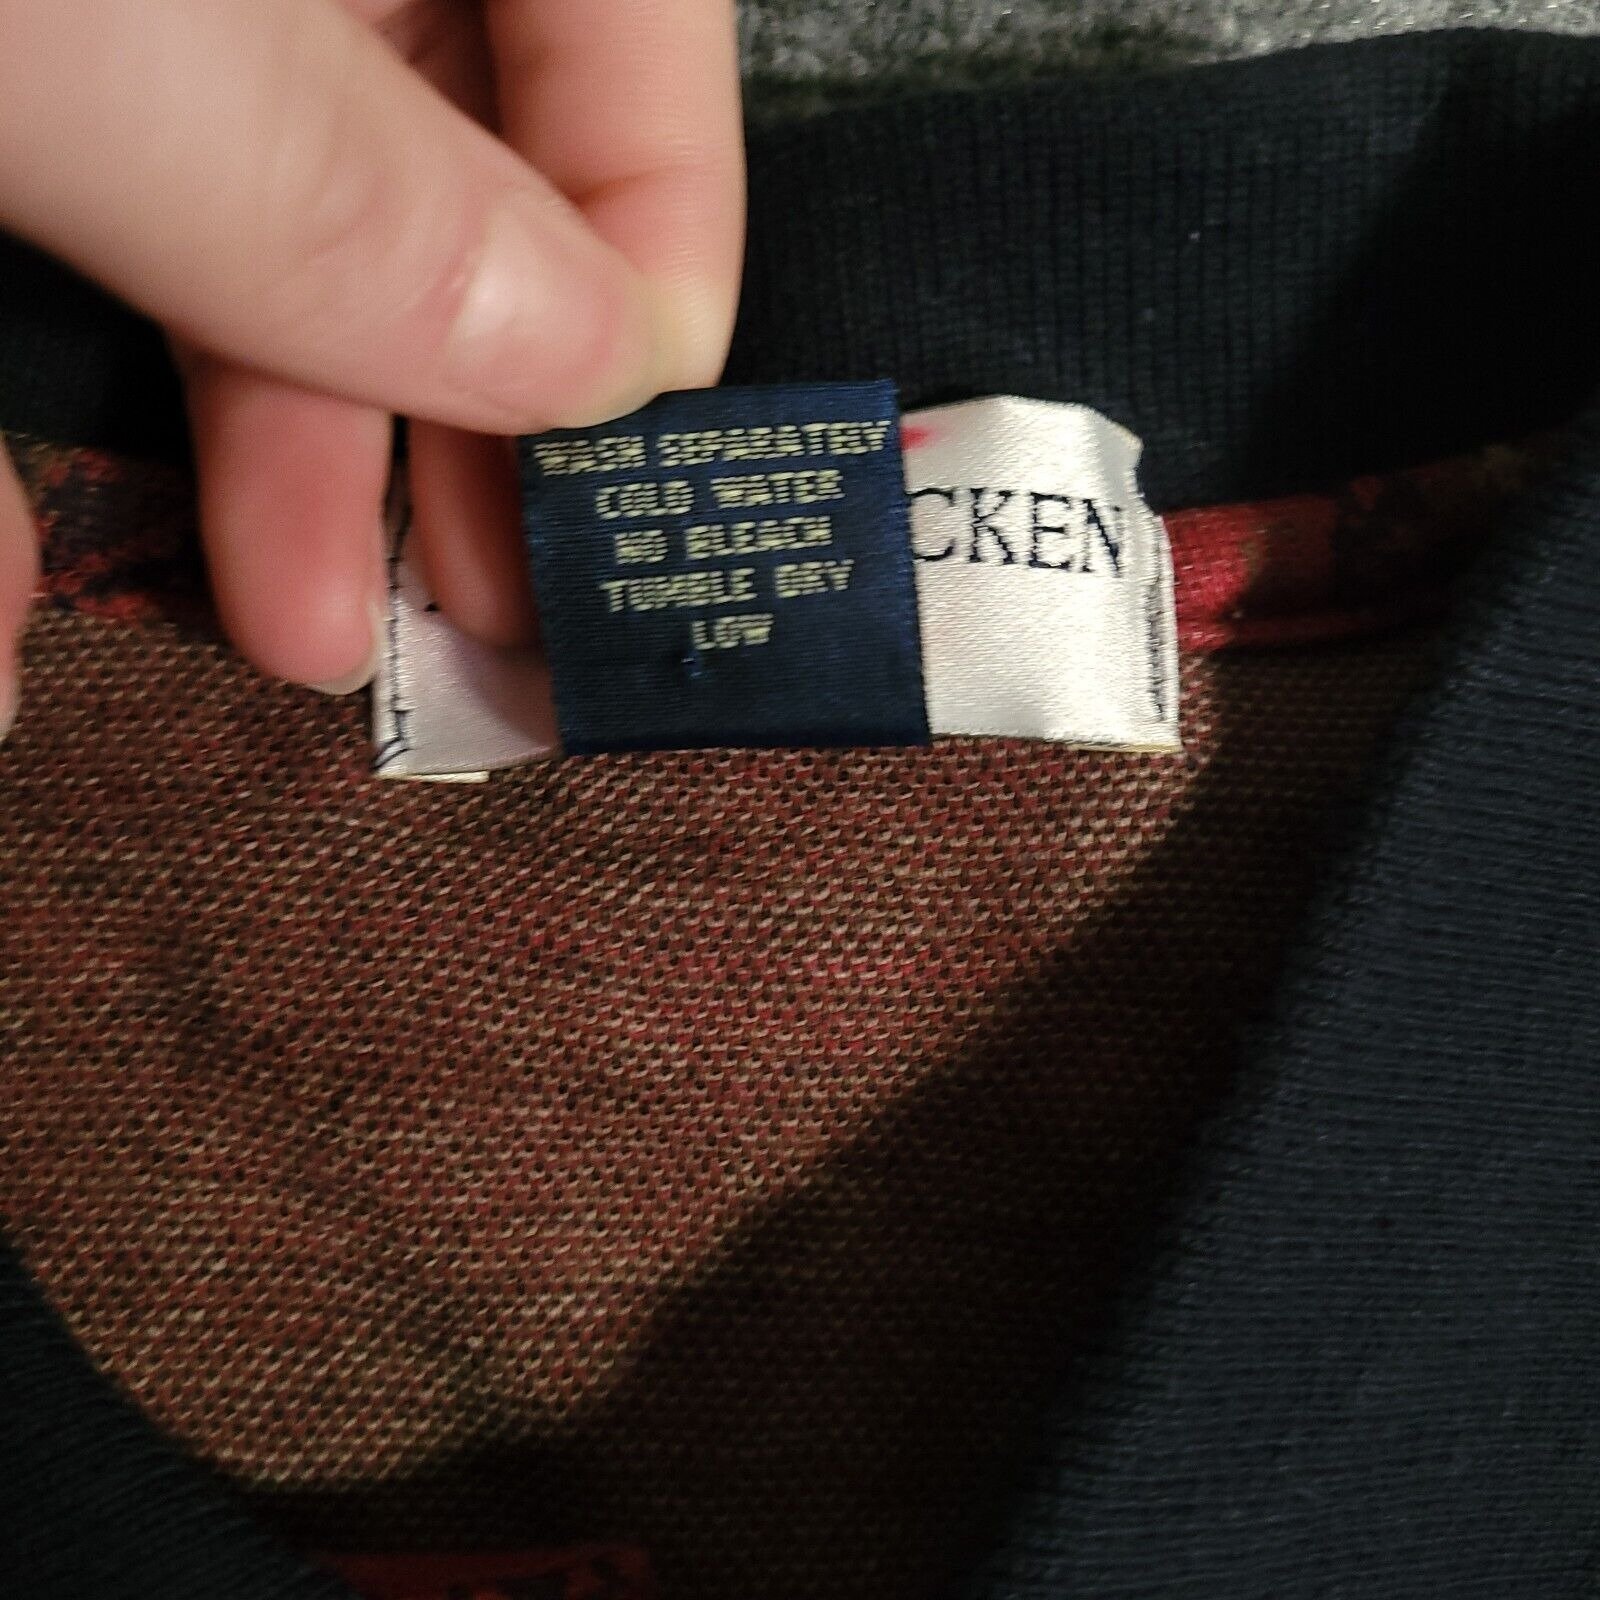 WASH SEPARATELY
COLD WATER
NO BLEACH
TUMBLE DRY
LOW
CKEN